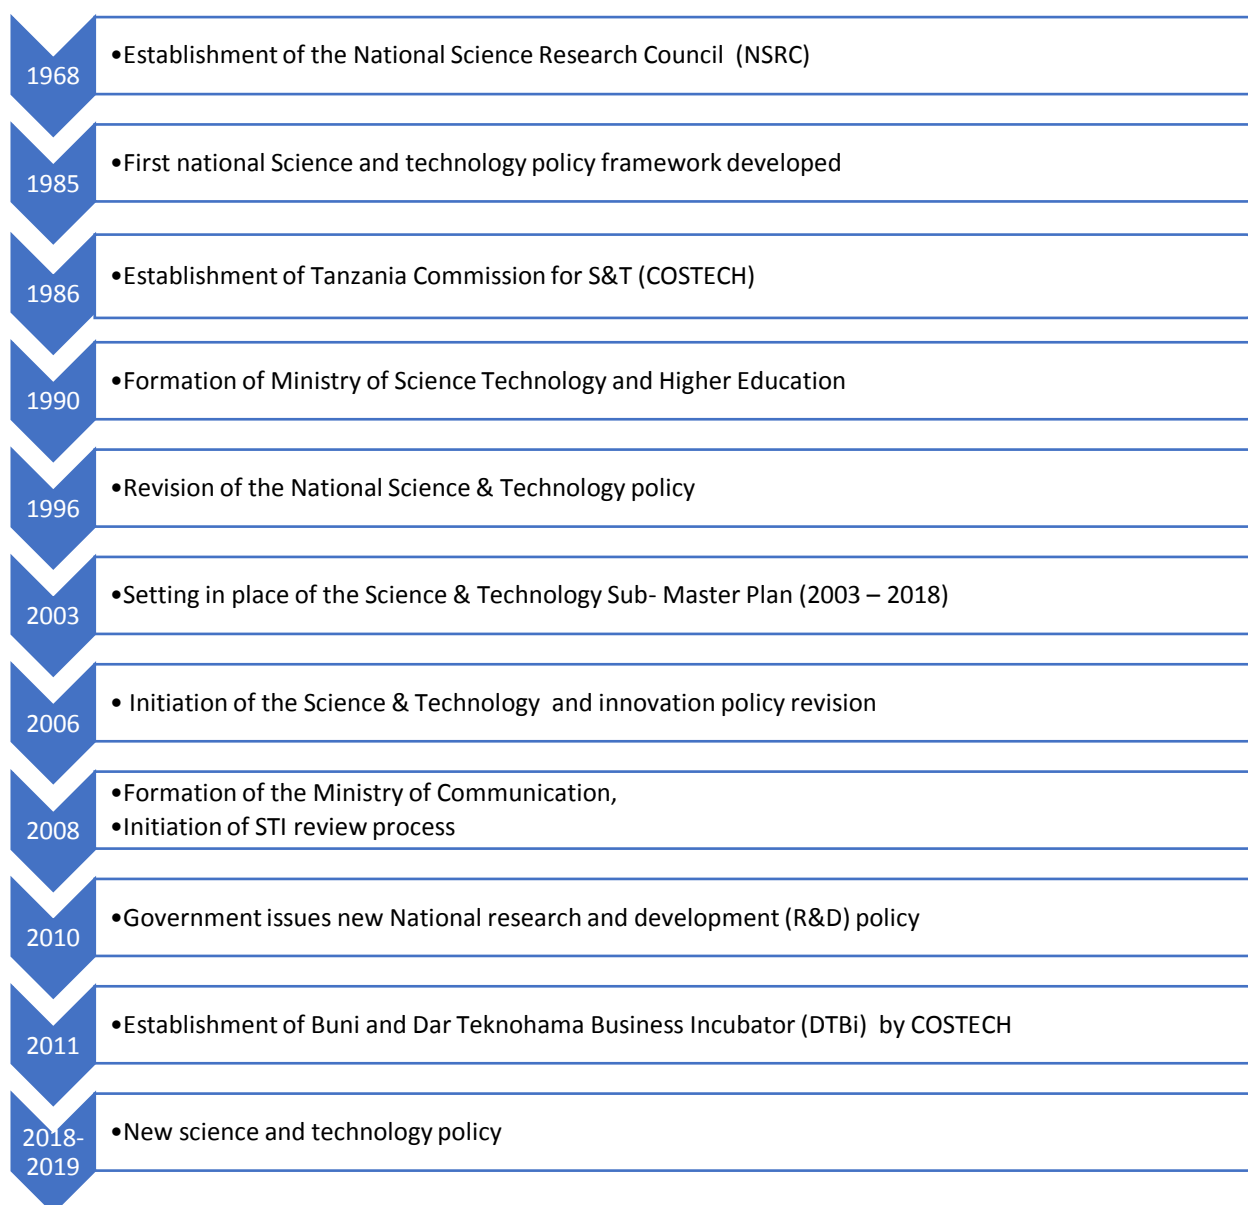 1968
•Establishment of the National Science Research Council  (NSRC)
1985
•First national Science and technology policy framework developed
1986
•Establishment of Tanzania Commission for S&T (COSTECH)
1990
•Formation of Ministry of Science Technology and Higher Education
1996
•Revision of the National Science & Technology policy
2003
•Setting in place of the Science & Technology Sub- Master Plan (2003 – 2018)
2006
• Initiation of the Science & Technology  and innovation policy revision
2008
•Formation of the Ministry of Communication,
•Initiation of STI review process
2010
•Government issues new National research and development (R&D) policy
2011
•Establishment of Buni and Dar Teknohama Business Incubator (DTBi)  by COSTECH
2018-
2019
•New science and technology policy